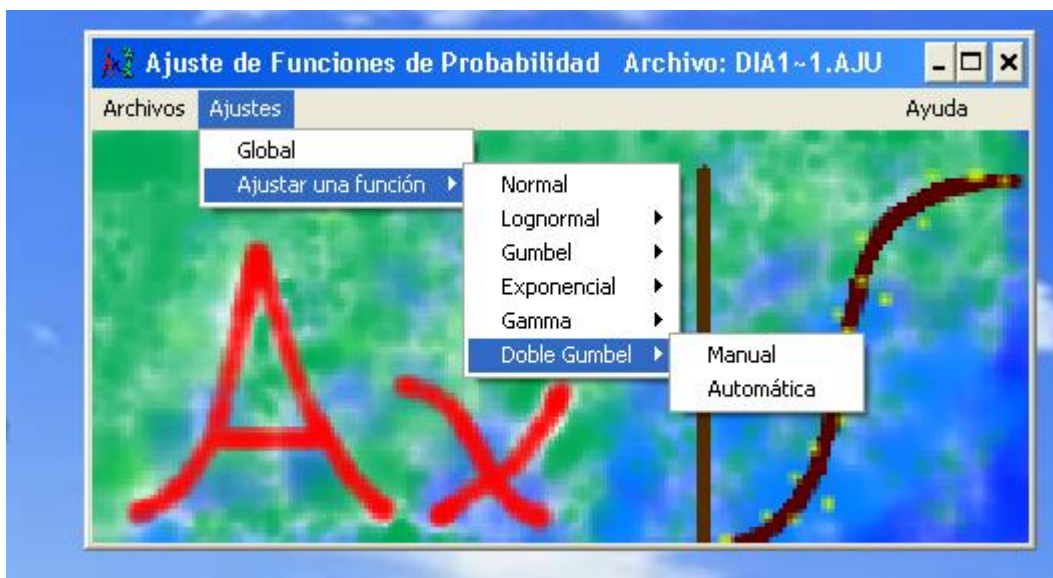 Ajuste de Funciones de Probabilidad Archivo: DIA1~1.AJU
Archivos Ajustes Ayuda
Global
Ajustar una función
Normal
Lognormal
Gumbel
Exponencial
Gamma
Doble Gumbel
Manual
Automática
Ax